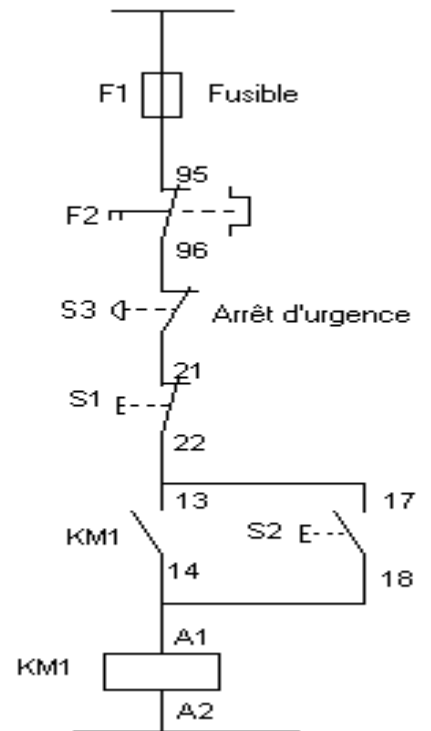 F1 Fusible
95
F2
96
S3 Arrêt d'urgence
21
S1
22
13 17
KM1 S2
14 18
A1
KM1
A2